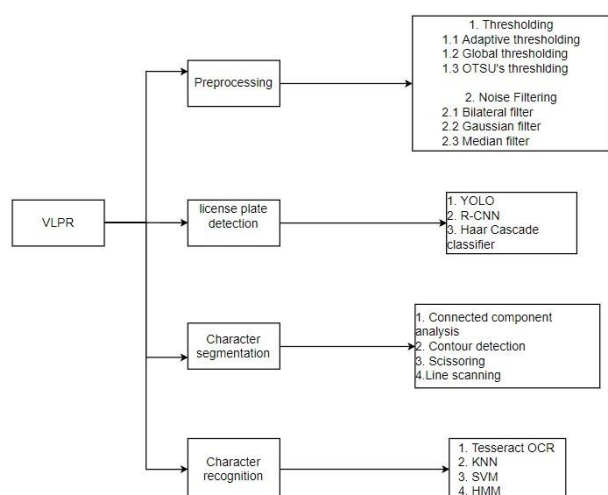 VLPR
Preprocessing
1. Thresholding
1.1 Adaptive thresholding
1.2 Global thresholding
1.3 OTSU's threshlding
2. Noise Filtering
2.1 Bilateral filter
2.2 Gaussian filter
2.3 Median filter
license plate
detection
1. YOLO
2. R-CNN
3. Haar Cascade
classifier
Character
segmentation
1. Connected component
analysis
2. Contour detection
3. Scissoring
4.Line scanning
Character
recognition
1. Tesseract OCR
2. KNN
3. SVM
4. HMM